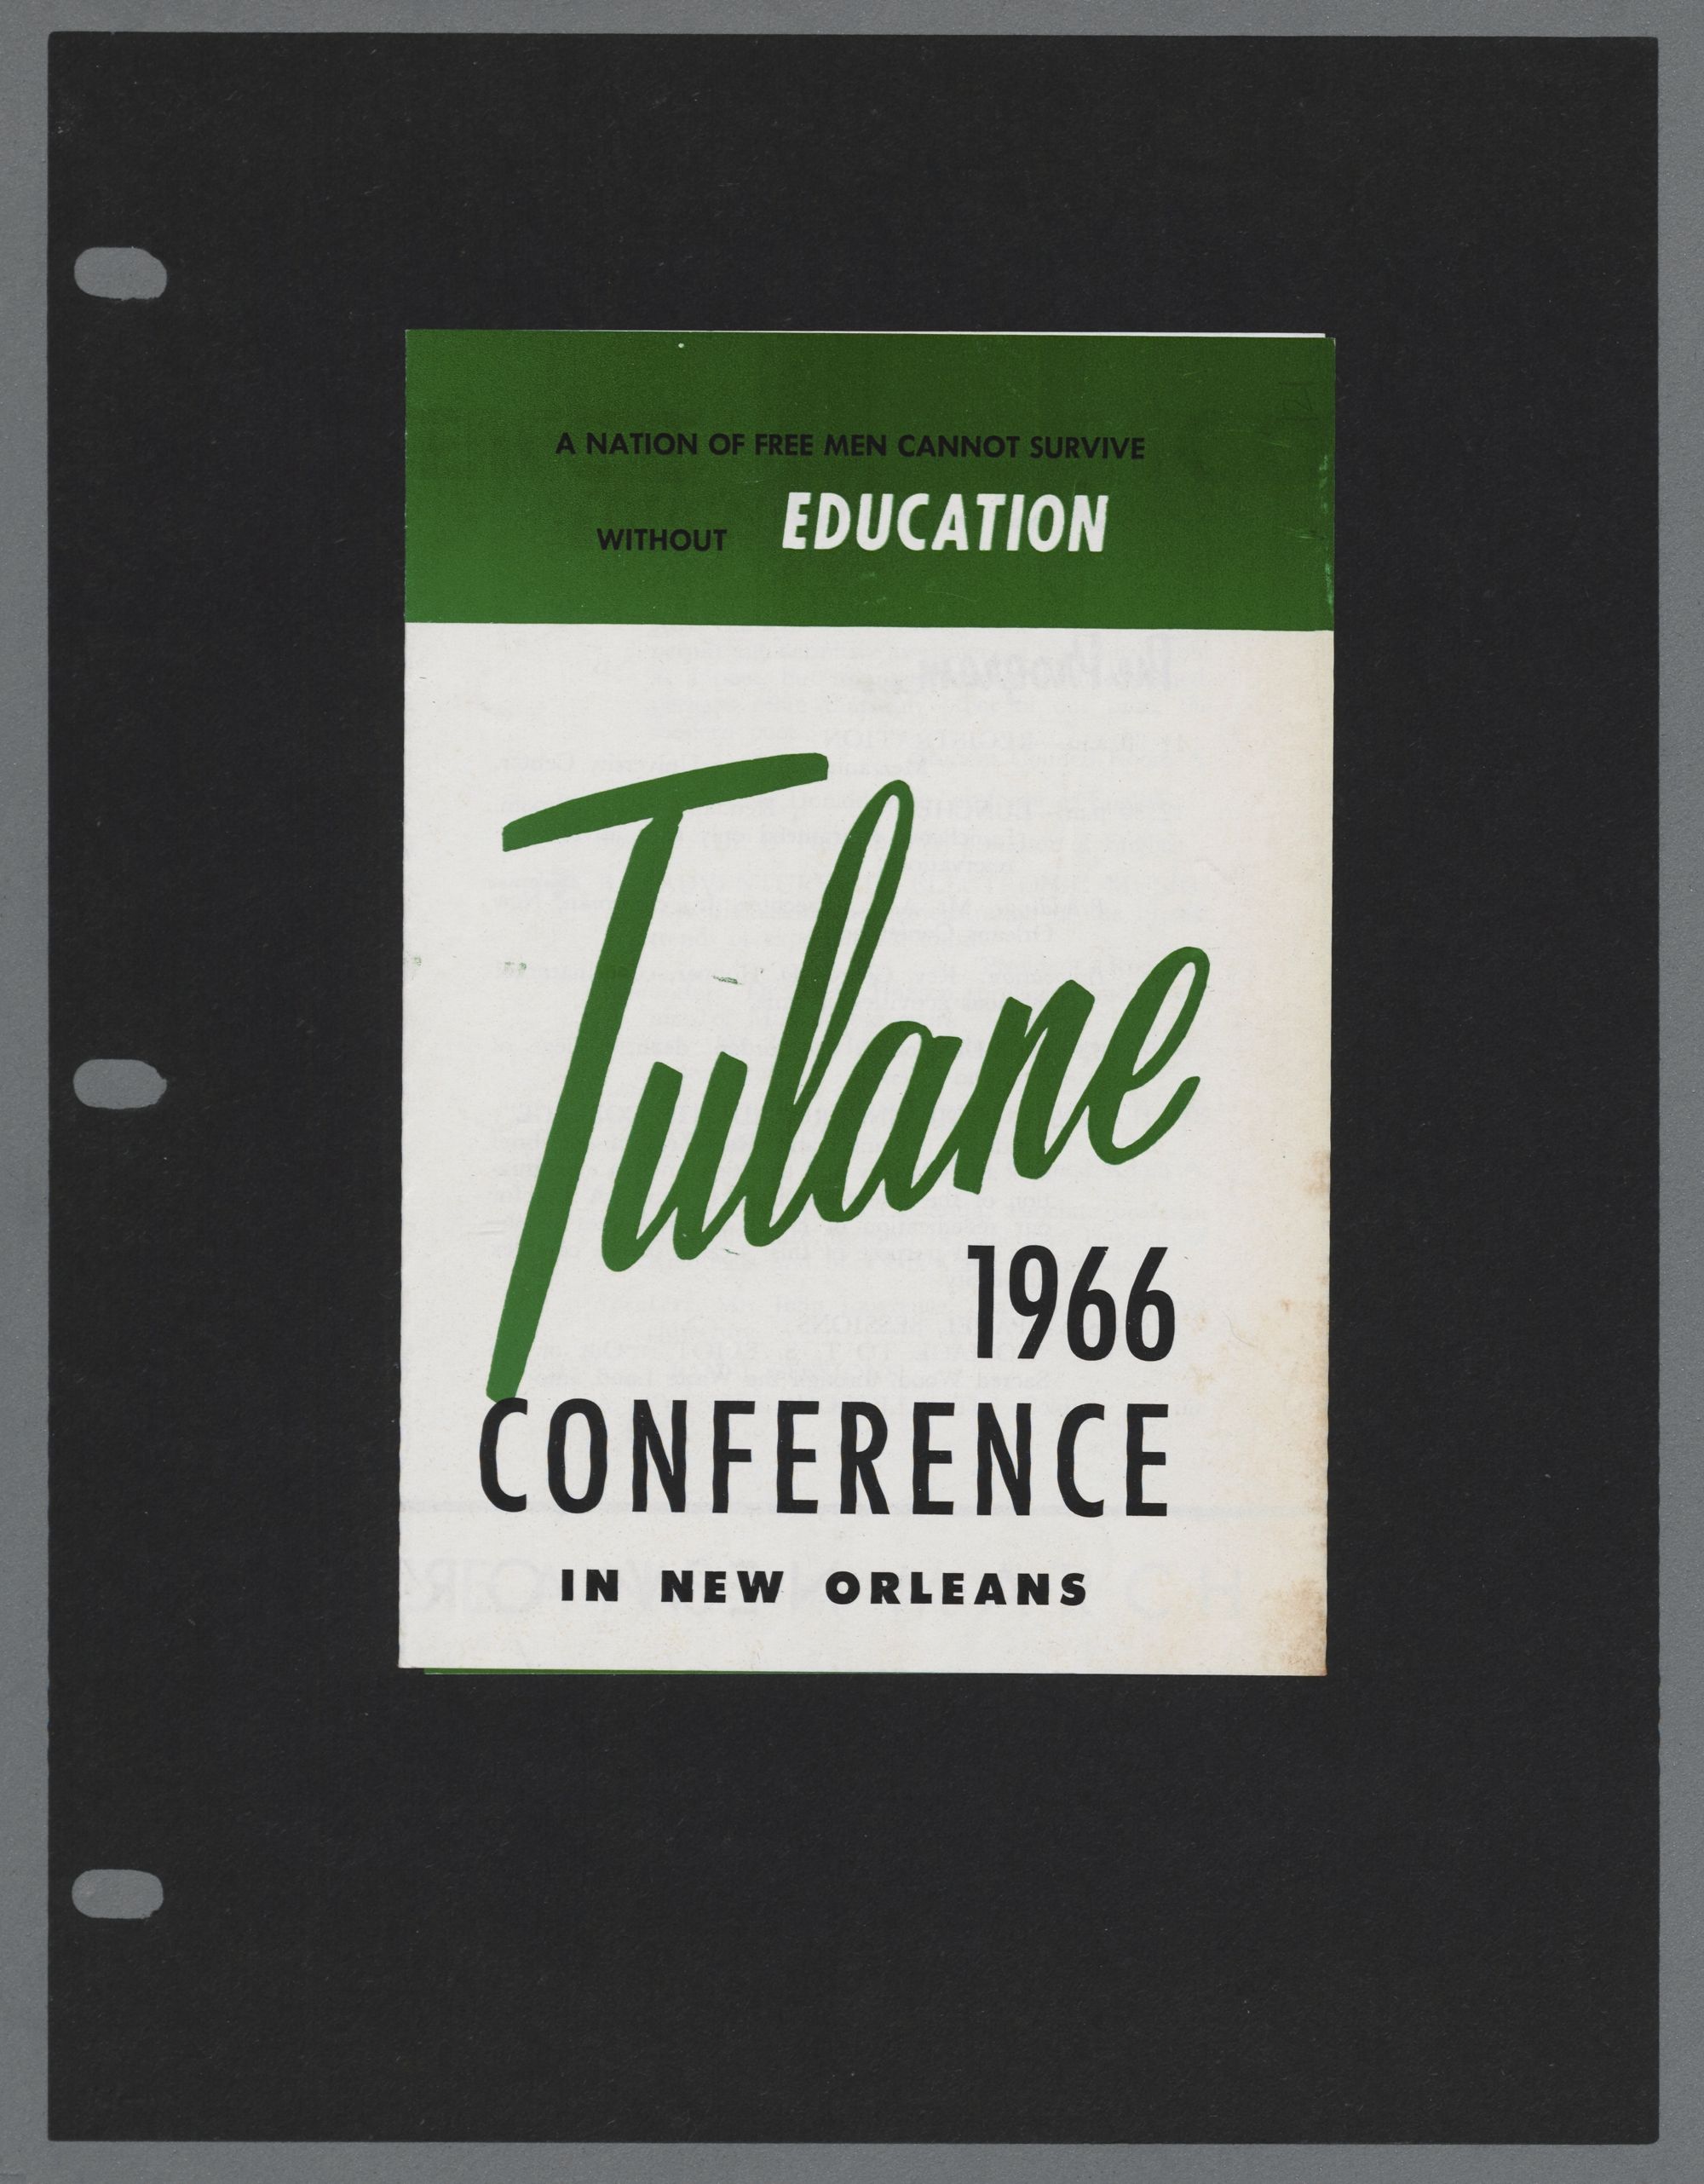 A NATION OF FREE MEN CANNOT SURVIVE
WITHOUT EDUCATION
Tulane
1966
CONFERENCE
IN NEW ORLEANS